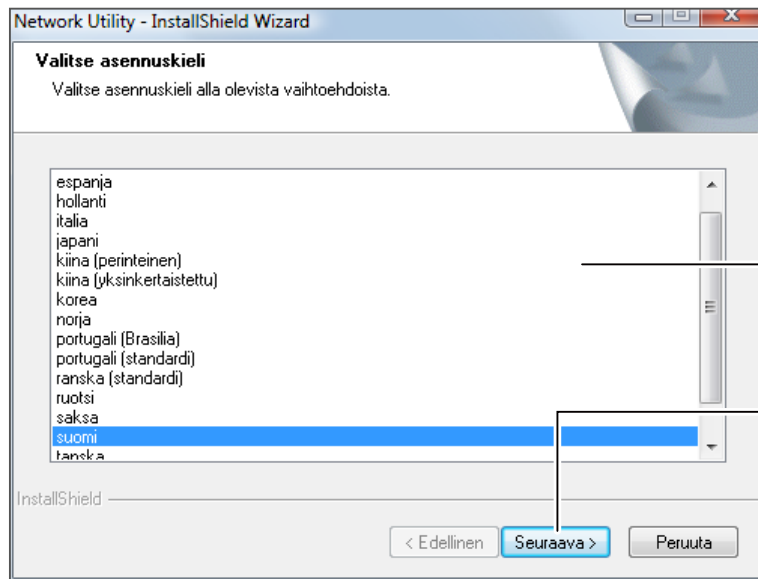 Network Utility - InstallShield Wizard
Valitse asennuskieli
Valitse asennuskieli alla olevista vaihtoehdoista.
espanja
hollanti
italia
japani
kiina (perinteinen)
kiina (yksinkertaistettu)
korea
norja
portugali (Brasilia)
portugali (standardi)
ranska (standardi)
ruotsi
saksa
suomi
tanska
InstallShield
< Edellinen
Seuraava >
Peruuta